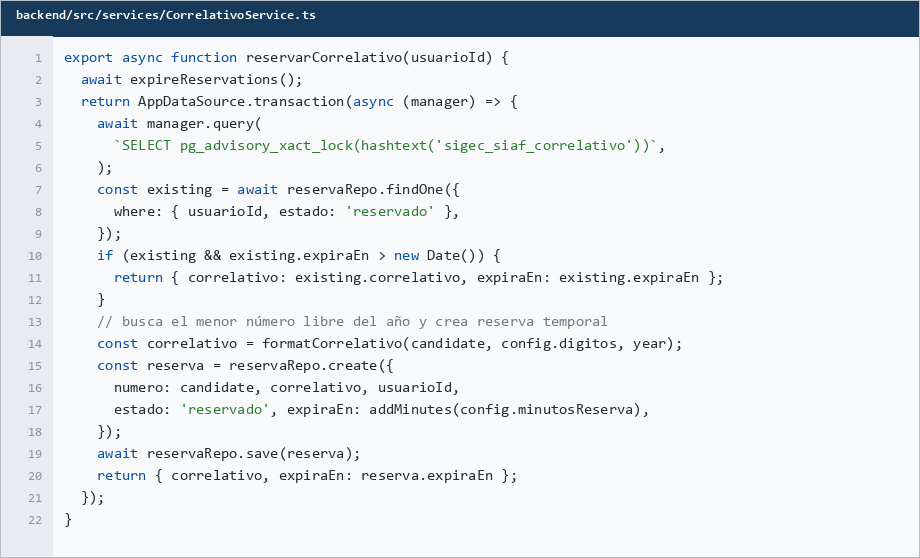 backend/src/services/CorrelativoService.ts
1 export async function reservarCorrelativo(usuarioId) {
2   await expireReservations();
3   return AppDataSource.transaction(async (manager) => {
4     await manager.query(
5       `SELECT pg_advisory_xact_lock(hashtext('sigec_siaf_correlativo'))`,
6     );
7     const existing = await reservaRepo.findOne({
8       where: { usuarioId, estado: 'reservado' },
9     });
10     if (existing && existing.expiraEn > new Date()) {
11       return { correlativo: existing.correlativo, expiraEn: existing.expiraEn };
12     }
13     // busca el menor número libre del año y crea reserva temporal
14     const correlativo = formatCorrelativo(candidate, config.digitos, year);
15     const reserva = reservaRepo.create({
16       numero: candidate, correlativo, usuarioId,
17       estado: 'reservado', expiraEn: addMinutes(config.minutosReserva),
18     });
19     await reservaRepo.save(reserva);
20     return { correlativo, expiraEn: reserva.expiraEn };
21   });
22 }